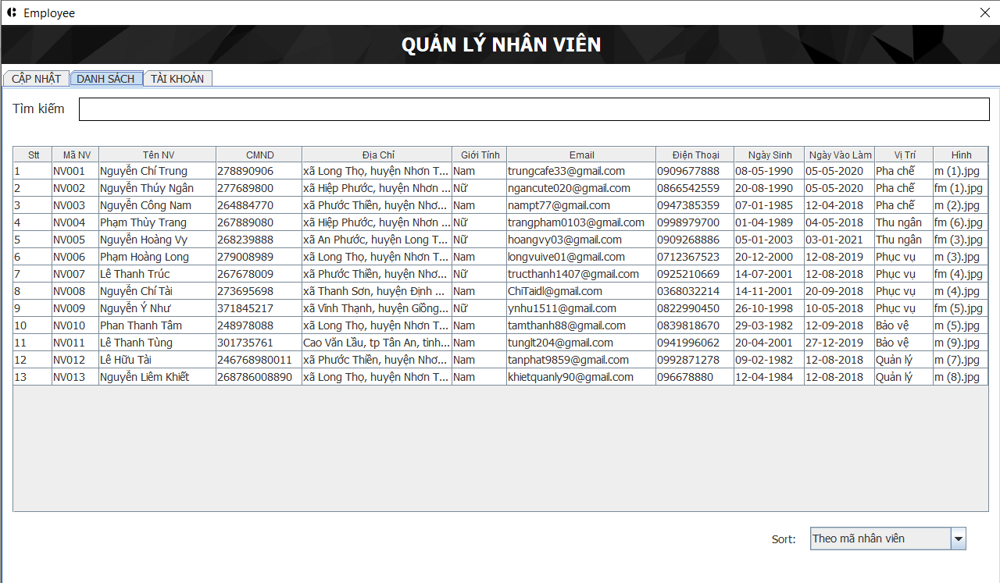 Employee
QUẢN LÝ NHÂN VIÊN
CẬP NHẬT DANH SÁCH TÀI KHOẢN
Tìm kiếm
Stt Mã NV Tên NV CMND Địa Chỉ Giới Tính Email Điện Thoại Ngày Sinh Ngày Vào Làm Vị Trí Hình
1 NV001 Nguyễn Chí Trung 278890906 xã Long Thọ, huyện Nhơn T... Nam trungcafe33@gmail.com 0909677888 08-05-1990 05-05-2020 Pha chế m (1).jpg
2 NV002 Nguyễn Thúy Ngân 277689800 xã Hiệp Phước, huyện Nhơn ... Nữ ngancute020@gmail.com 0866542559 20-08-1990 05-05-2020 Pha chế fm (1).jpg
3 NV003 Nguyễn Công Nam 264884770 xã Phước Thiền, huyện Nhơ... Nam nampt77@gmail.com 0947385359 07-01-1985 12-04-2018 Pha chế m (2).jpg
4 NV004 Phạm Thùy Trang 267889080 xã Hiệp Phước, huyện Nhơn ... Nữ trangpham0103@gmail.com 0998979700 01-04-1989 04-05-2018 Thu ngân fm (6).jpg
5 NV005 Nguyễn Hoàng Vy 268239888 xã An Phước, huyện Long T... Nữ hoangvy03@gmail.com 0909268886 05-01-2003 03-01-2021 Thu ngân fm (3).jpg
6 NV006 Phạm Hoàng Long 279008989 xã Long Thọ, huyện Nhơn T... Nam longvuive01@gmail.com 0712367523 20-12-2000 12-08-2019 Phục vụ m (3).jpg
7 NV007 Lê Thanh Trúc 267678009 xã Phước Thiền, huyện Nhơ... Nữ tructhanh1407@gmail.com 0925210669 14-07-2001 12-08-2018 Phục vụ fm (4).jpg
8 NV008 Nguyễn Chí Tài 273695698 xã Thanh Sơn, huyện Định ... Nam ChiTaidl@gmail.com 0368032214 14-11-2001 20-09-2018 Phục vụ m (4).jpg
9 NV009 Nguyễn Ý Như 371845217 xã Vĩnh Thạnh, huyện Giồng... Nữ ynhu1511@gmail.com 0822990450 26-10-1998 10-05-2018 Phục vụ fm (5).jpg
10 NV010 Phan Thanh Tâm 248978088 xã Long Thọ, huyện Nhơn T... Nam tamthanh88@gmail.com 0839818670 29-03-1982 12-09-2018 Bảo vệ m (5).jpg
11 NV011 Lê Thanh Tùng 301735761 Cao Văn Lầu, tp Tân An, tinh... Nam tunglt204@gmail.com 0941996062 20-04-2001 27-12-2019 Bảo vệ m (9).jpg
12 NV012 Lê Hữu Tài 246768980011 xã Phước Thiền, huyện Nhơ... Nam tanphat9859@gmail.com 0992871278 09-02-1982 12-08-2018 Quản lý m (7).jpg
13 NV013 Nguyễn Liêm Khiết 268786008890 xã Long Thọ, huyện Nhơn T... Nam khietquanly90@gmail.com 096678880 12-04-1984 12-08-2018 Quản lý m (8).jpg
Sort: Theo mã nhân viên